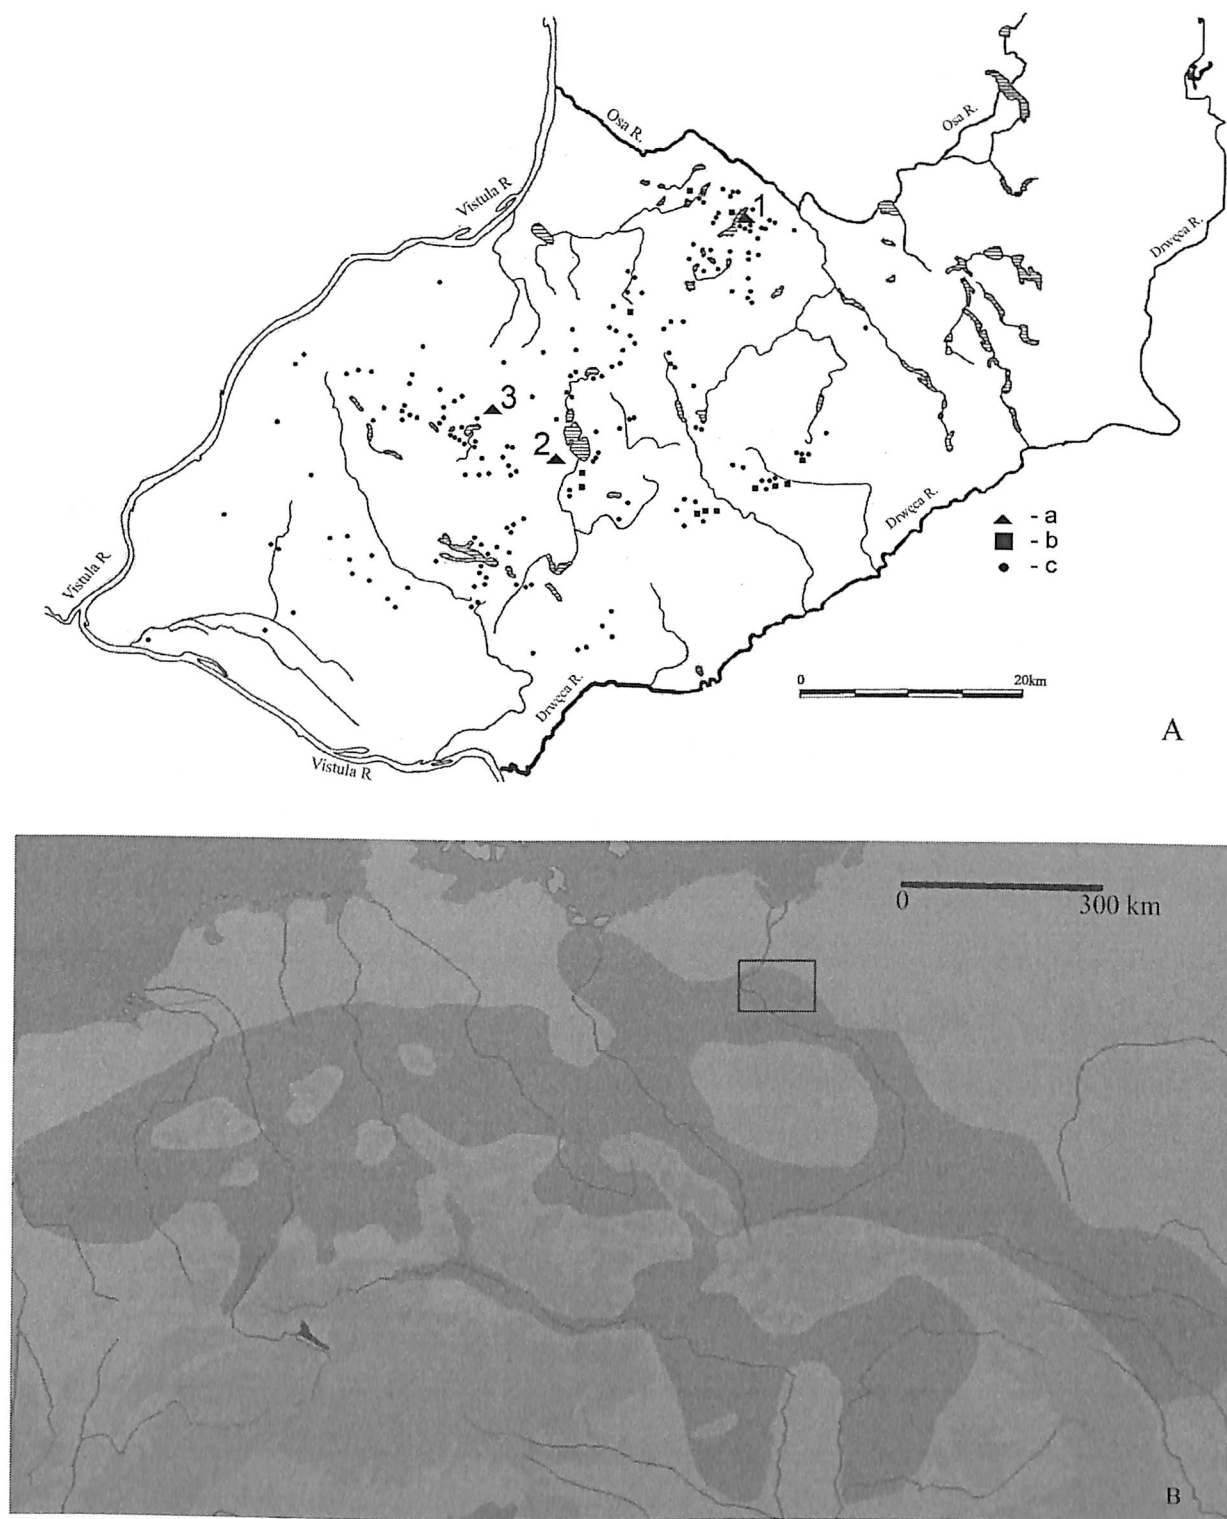 Osa R.
Osa R.
Vistula R
Drwęca R.
1
3
2
Drwęca R.
- a
- b
- c
Vistula R
0 20km
Drwęca R.
A
Vistula R
0 300 km
B